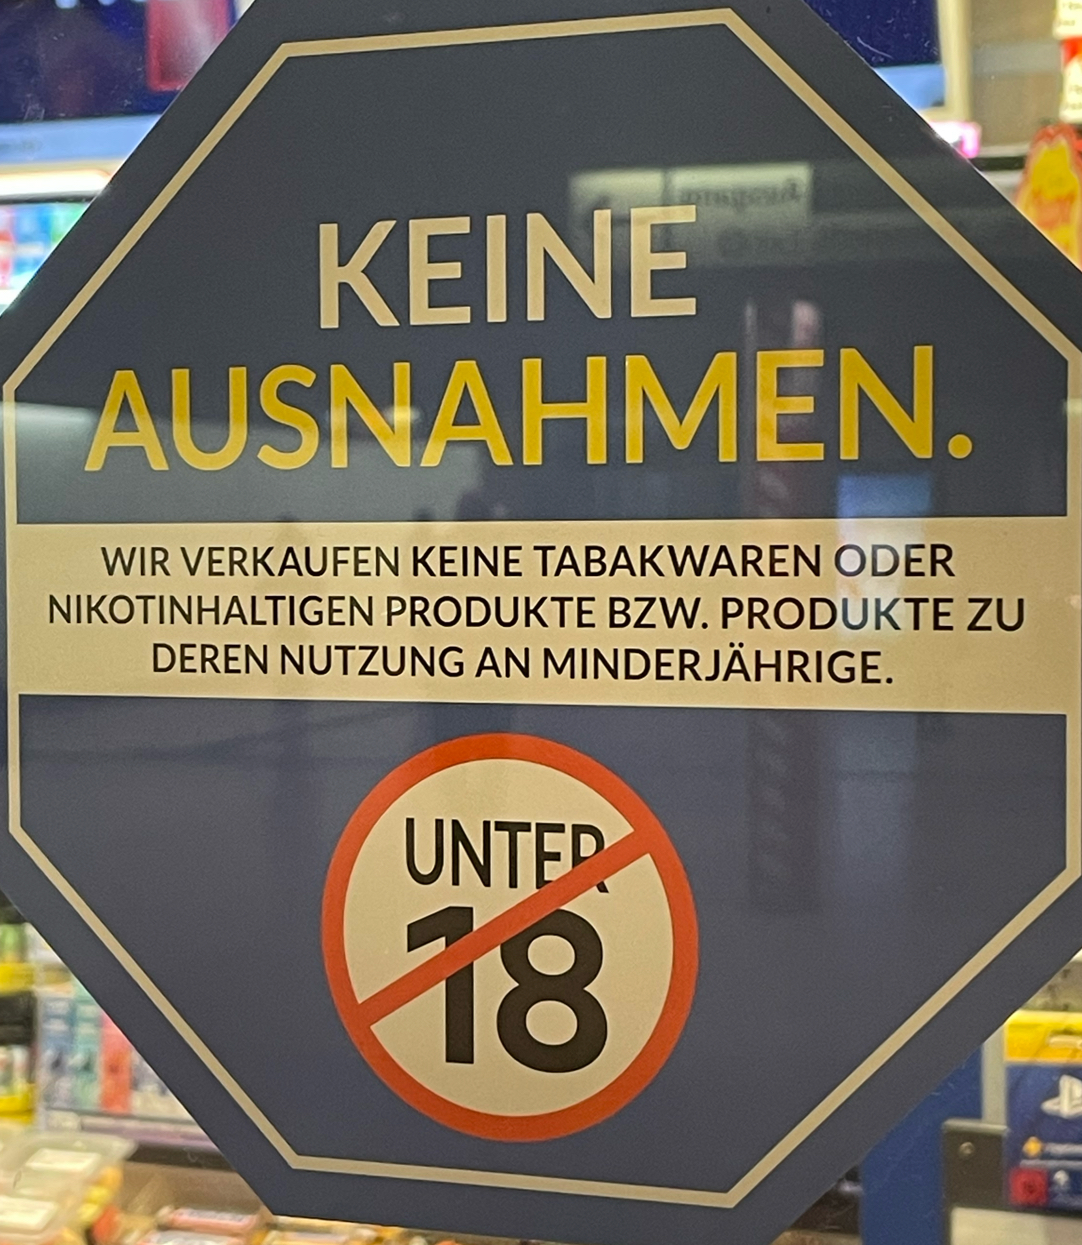 KEINE
AUSNAHMEN.
WIR VERKAUFEN KEINE TABAKWAREN ODER
NIKOTINHALTIGEN PRODUKTE BZW. PRODUKTE ZU
DEREN NUTZUNG AN MINDERJÄHRIGE.
UNTER
18